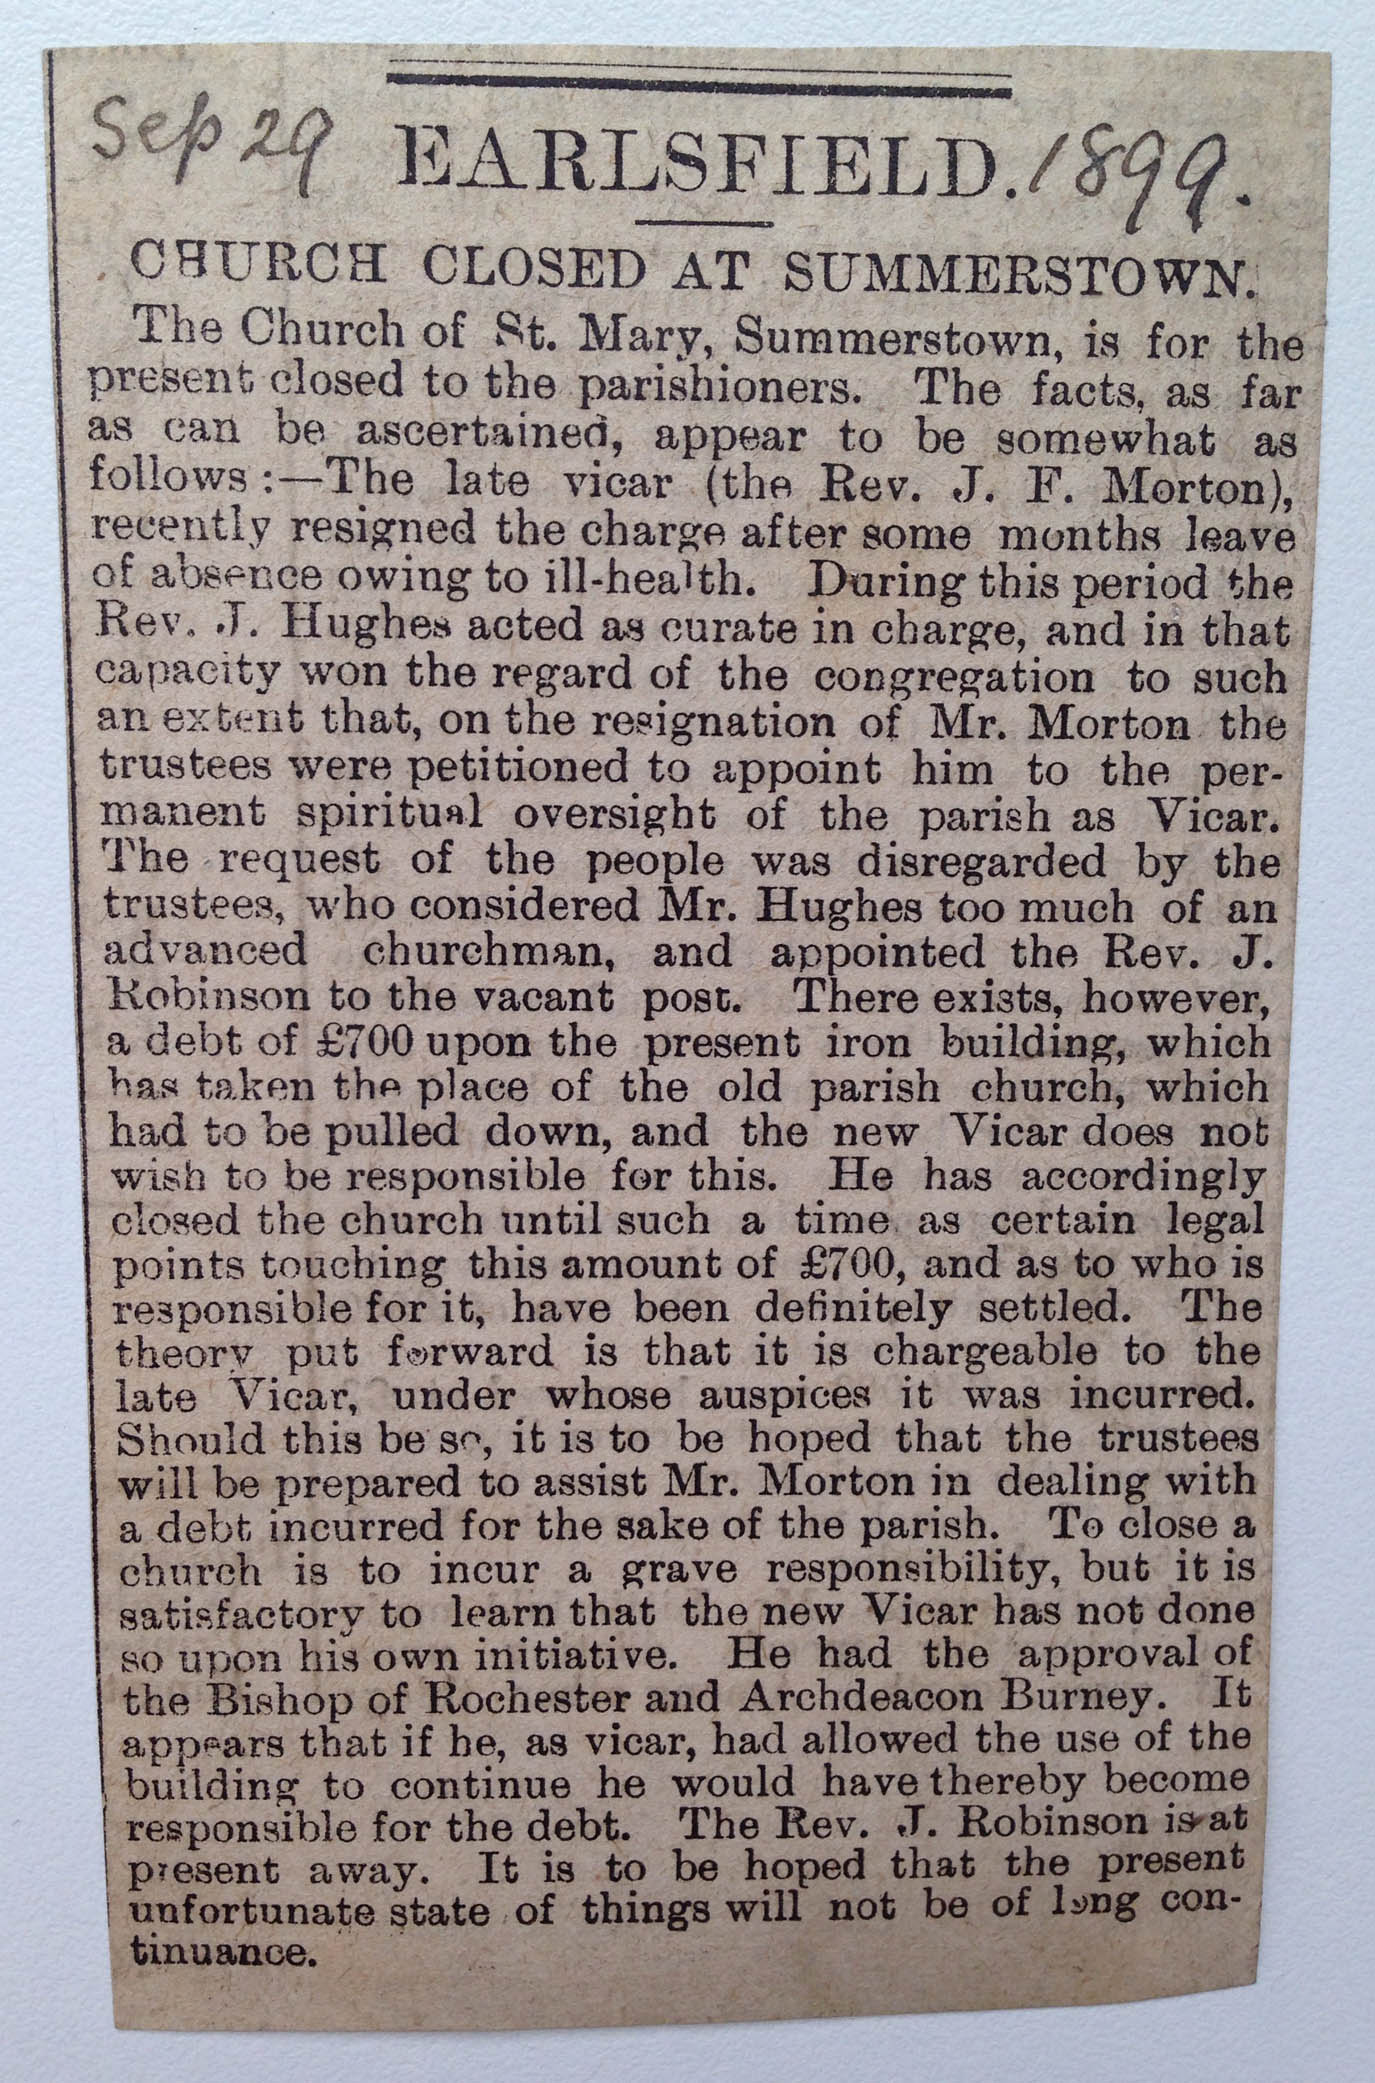 Sep 29 EARLSFIELD. 1899.
CHURCH CLOSED AT SUMMERSTOWN.
The Church of St. Mary, Summerstown, is for the
present closed to the parishioners. The facts, as far
as can be ascertained, appear to be somewhat as
follows :—The late vicar (the Rev. J. F. Morton),
recently resigned the charge after some months leave
of absence owing to ill-health. During this period the
Rev. J. Hughes acted as curate in charge, and in that
capacity won the regard of the congregation to such
an extent that, on the resignation of Mr. Morton the
trustees were petitioned to appoint him to the per-
manent spiritual oversight of the parish as Vicar.
The request of the people was disregarded by the
trustees, who considered Mr. Hughes too much of an
advanced churchman, and appointed the Rev. J.
Robinson to the vacant post. There exists, however,
a debt of £700 upon the present iron building, which
has taken the place of the old parish church, which
had to be pulled down, and the new Vicar does not
wish to be responsible for this. He has accordingly
closed the church until such a time as certain legal
points touching this amount of £700, and as to who is
responsible for it, have been definitely settled. The
theory put forward is that it is chargeable to the
late Vicar, under whose auspices it was incurred.
Should this be so, it is to be hoped that the trustees
will be prepared to assist Mr. Morton in dealing with
a debt incurred for the sake of the parish. To close a
church is to incur a grave responsibility, but it is
satisfactory to learn that the new Vicar has not done
so upon his own initiative. He had the approval of
the Bishop of Rochester and Archdeacon Burney. It
appears that if he, as vicar, had allowed the use of the
building to continue he would have thereby become
responsible for the debt. The Rev. J. Robinson is at
present away. It is to be hoped that the present
unfortunate state of things will not be of long con-
tinuance.